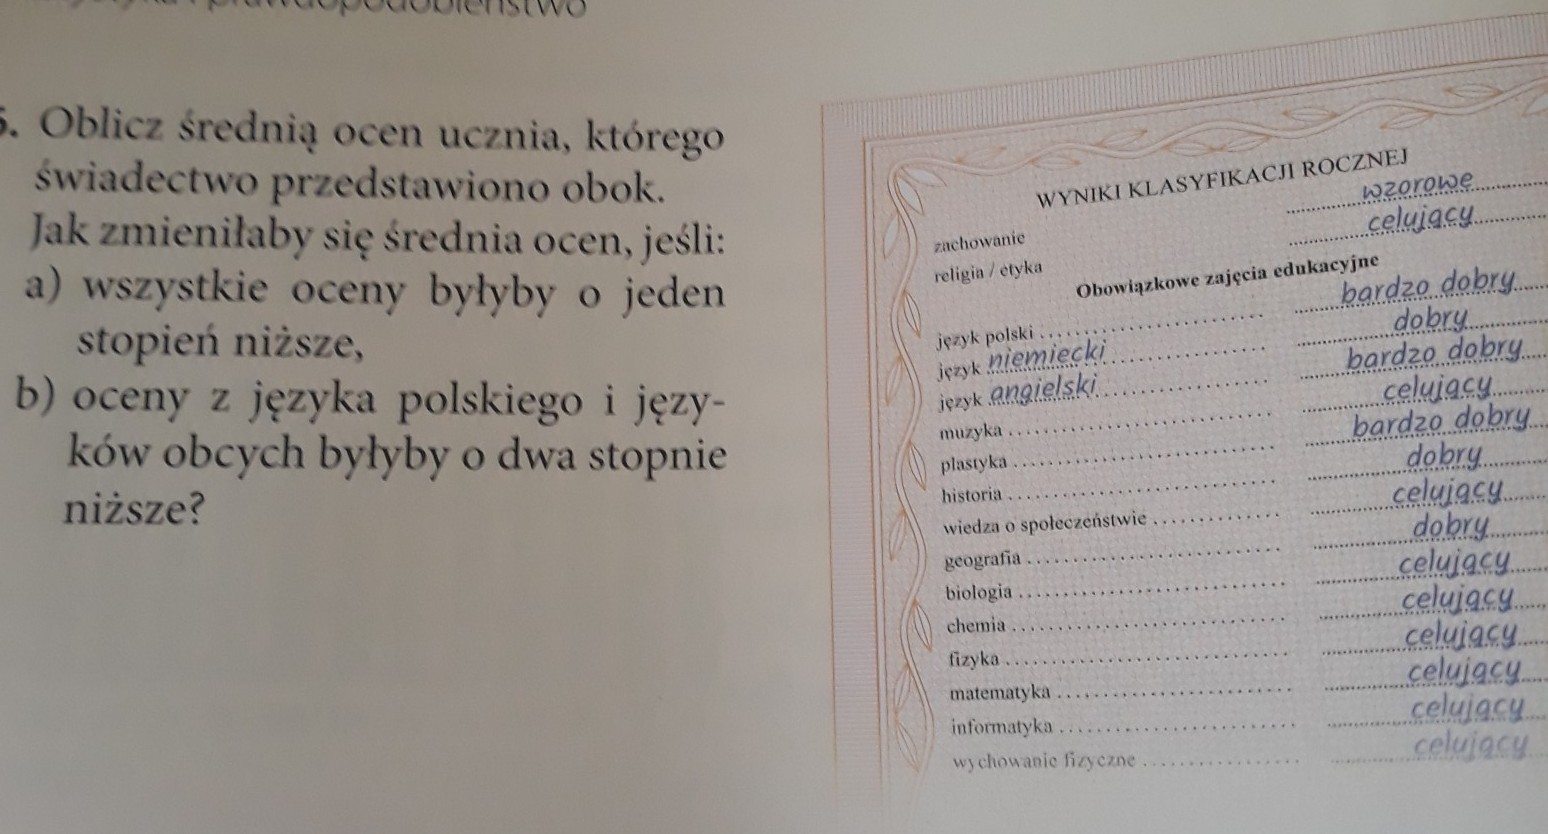 prawdopodobieństwo
5. Oblicz średnią ocen ucznia, którego
świadectwo przedstawiono obok.
Jak zmieniłaby się średnia ocen, jeśli:
a) wszystkie oceny byłyby o jeden
stopień niższe,
b) oceny z języka polskiego i języ-
ków obcych byłyby o dwa stopnie
niższe?
WYNIKI KLASYFIKACJI ROCZNEJ
zachowanie wzorowe
religia / etyka celujący
Obowiązkowe zajęcia edukacyjne
język polski bardzo dobry
język niemiecki dobry
język angielski bardzo dobry
muzyka celujący
plastyka bardzo dobry
historia dobry
wiedza o społeczeństwie celujący
geografia dobry
biologia celujący
chemia celujący
fizyka celujący
matematyka celujący
informatyka celujący
wychowanie fizyczne celujący